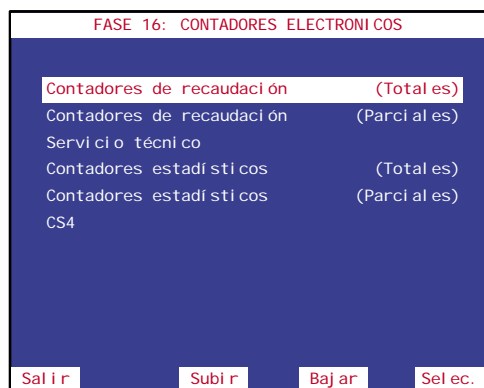 FASE 16: CONTADORES ELECTRONICOS
Contadores de recaudación (Totales)
Contadores de recaudación (Parciales)
Servicio técnico
Contadores estadísticos (Totales)
Contadores estadísticos (Parciales)
CS4
Salir Subir Bajar Selec.